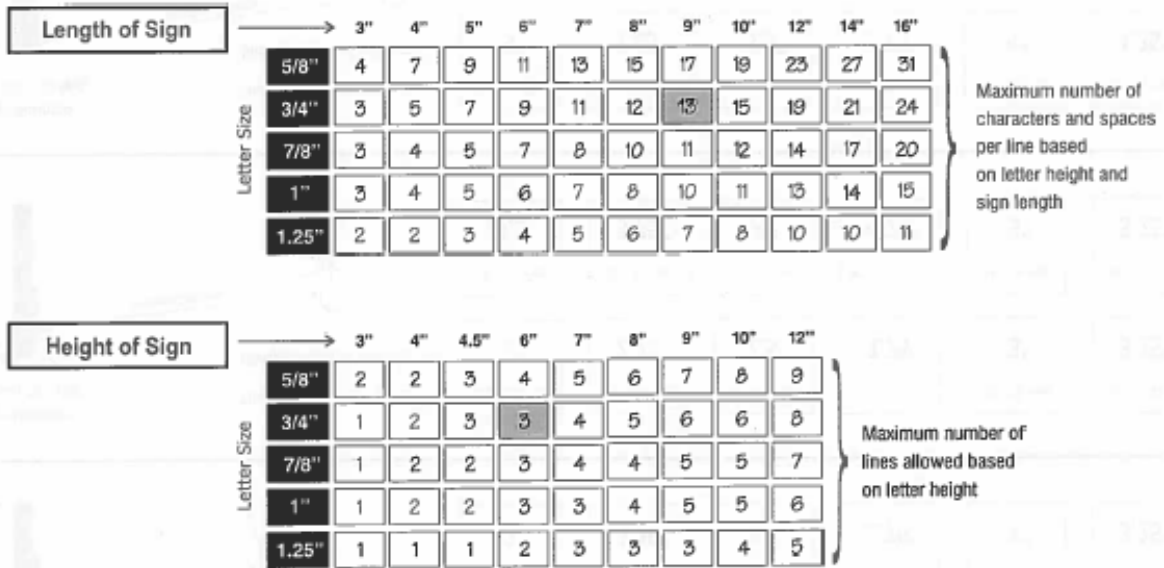 Length of Sign 3" 4" 5" 6" 7" 8" 9" 10" 12" 14" 16"
5/8" 4 7 9 11 13 15 17 19 23 27 31
3/4" 3 5 7 9 11 12 13 15 19 21 24
7/8" 3 4 5 7 8 10 11 12 14 17 20
1" 3 4 5 6 7 8 10 11 13 14 15
1.25" 2 2 3 4 5 6 7 8 10 10 11
Letter Size
Maximum number of
characters and spaces
per line based
on letter height and
sign length
Height of Sign 3" 4" 4.5" 6" 7" 8" 9" 10" 12"
5/8" 2 2 3 4 5 6 7 8 9
3/4" 1 2 3 3 4 5 6 6 8
7/8" 1 2 2 3 4 4 5 5 7
1" 1 2 2 3 3 4 5 5 6
1.25" 1 1 1 2 3 3 3 4 5
Letter Size
Maximum number of
lines allowed based
on letter height